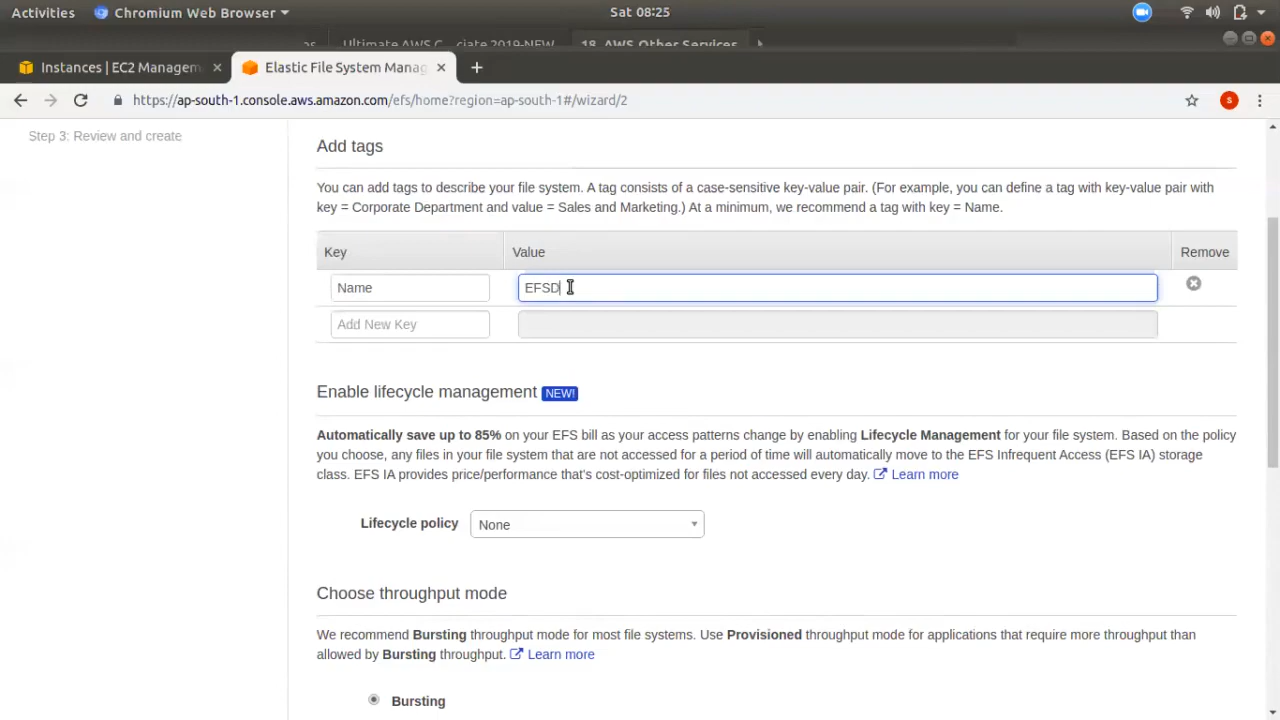 Activities
Chromium Web Browser
Sat 08:25
Ultimate AWS C... ciate 2019-NEW
18. AWS Other Services
Instances | EC2 Managem
Elastic File System Manag
https://ap-south-1.console.aws.amazon.com/efs/home?region=ap-south-1#/wizard/2
S
Step 3: Review and create
Add tags
You can add tags to describe your file system. A tag consists of a case-sensitive key-value pair. (For example, you can define a tag with key-value pair with
key = Corporate Department and value = Sales and Marketing.) At a minimum, we recommend a tag with key = Name.
Key
Value
Remove
Name
EFSD
Add New Key
Enable lifecycle management NEW!
Automatically save up to 85% on your EFS bill as your access patterns change by enabling Lifecycle Management for your file system. Based on the policy
you choose, any files in your file system that are not accessed for a period of time will automatically move to the EFS Infrequent Access (EFS IA) storage
class. EFS IA provides price/performance that's cost-optimized for files not accessed every day. Learn more
Lifecycle policy
None
Choose throughput mode
We recommend Bursting throughput mode for most file systems. Use Provisioned throughput mode for applications that require more throughput than
allowed by Bursting throughput. Learn more
Bursting